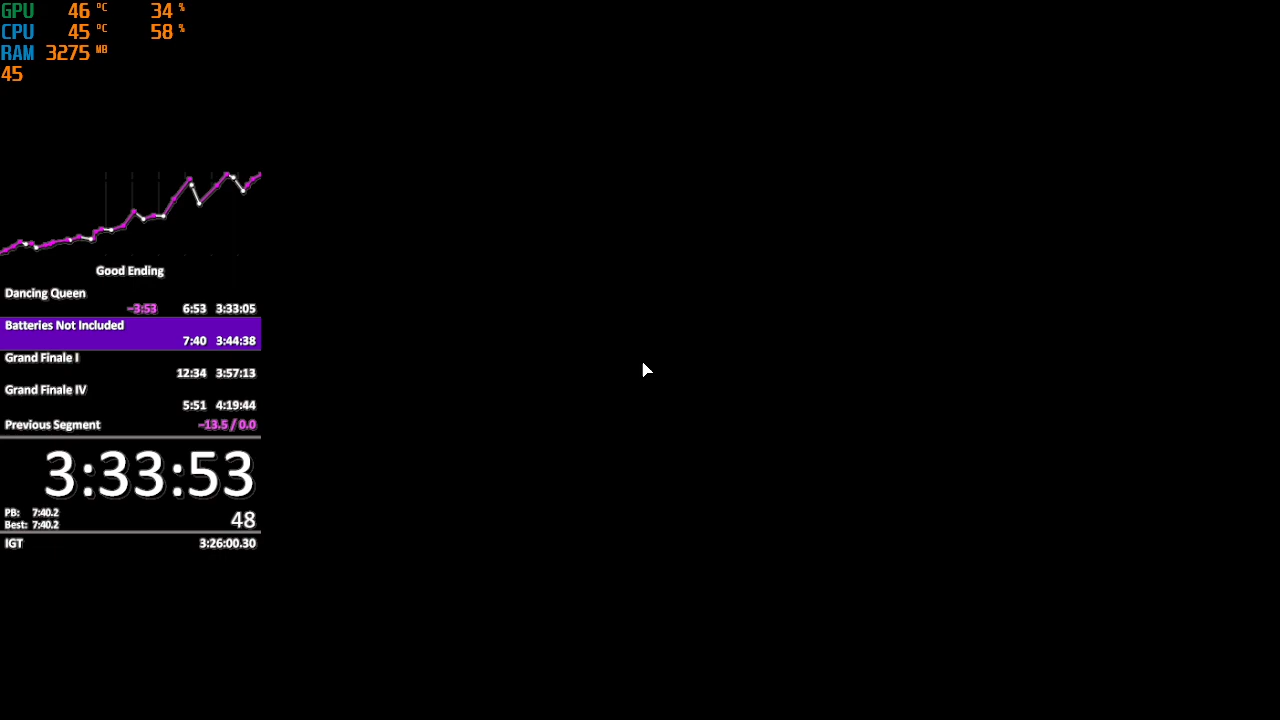 GPU 46 °C 34 %
CPU 45 °C 58 %
RAM 3275 MB
45
Good Ending
Dancing Queen
−3:53 6:53 3:33:05
Batteries Not Included
7:40 3:44:38
Grand Finale I
12:34 3:57:13
Grand Finale IV
5:51 4:19:44
Previous Segment −13.5 / 0.0
3:33:53
PB: 7:40.2
Best: 7:40.2 48
IGT 3:26:00.30